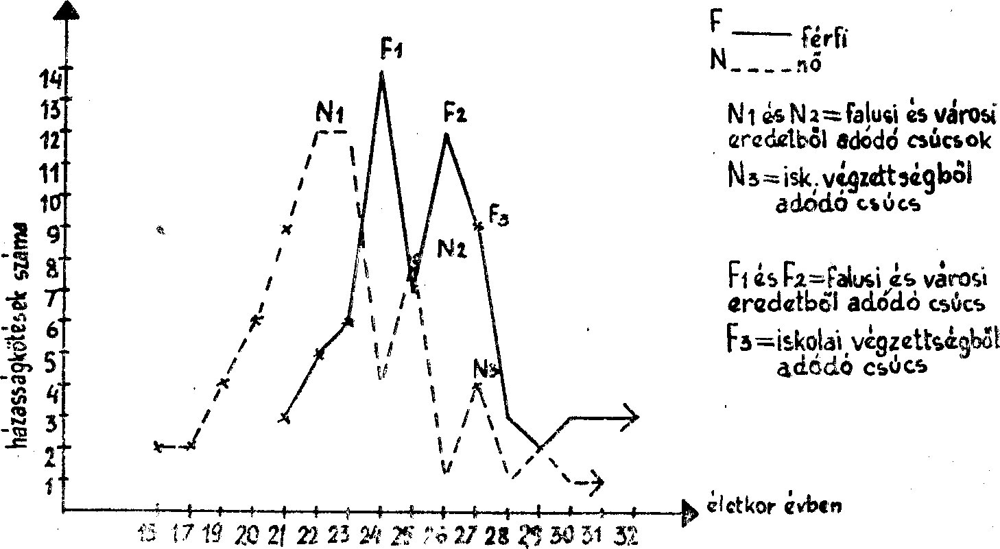 F férfi
N nő
N1 és N2=falusi és városi
eredetből adódó csúcsok
N3=isk. végzettségből
adódó csúcs
F1 és F2=falusi és városi
eredetből adódó csúcs
F3=iskolai végzettségből
adódó csúcs
F1
N1
F2
F3
N2
N3
házasságkötések száma
14
13
12
11
10
9
8
7
6
5
4
3
2
1
17 19 20 21 22 23 24 25 26 27 28 29 30 31 32
életkor évben